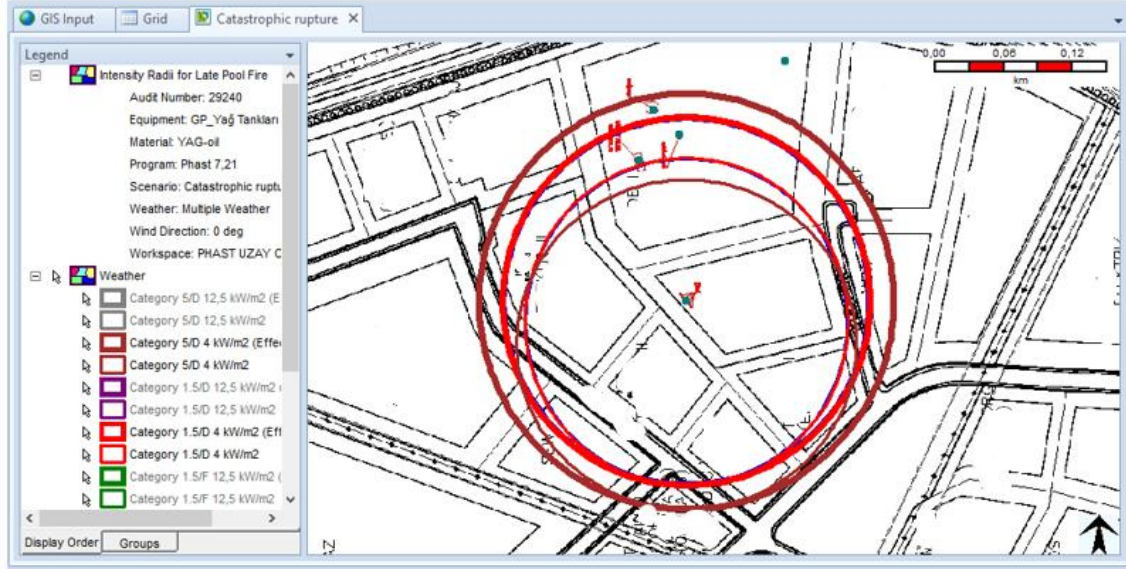 GIS Input Grid Catastrophic rupture
Legend
Intensity Radii for Late Pool Fire
Audit Number: 29240
Equipment: GP_Yağ Tankları
Material: YAG-oil
Program: Phast 7,21
Scenario: Catastrophic ruptu
Weather: Multiple Weather
Wind Direction: 0 deg
Workspace: PHAST UZAY C
Weather
Category 5/D 12,5 kW/m2 (E
Category 5/D 12,5 kW/m2
Category 5/D 4 kW/m2 (Effe
Category 5/D 4 kW/m2
Category 1.5/D 12,5 kW/m2 (
Category 1.5/D 12,5 kW/m2
Category 1.5/D 4 kW/m2 (Eff
Category 1.5/D 4 kW/m2
Category 1.5/F 12,5 kW/m2 (
Category 1.5/F 12,5 kW/m2
Display Order Groups
0,00 0,06 0,12
km